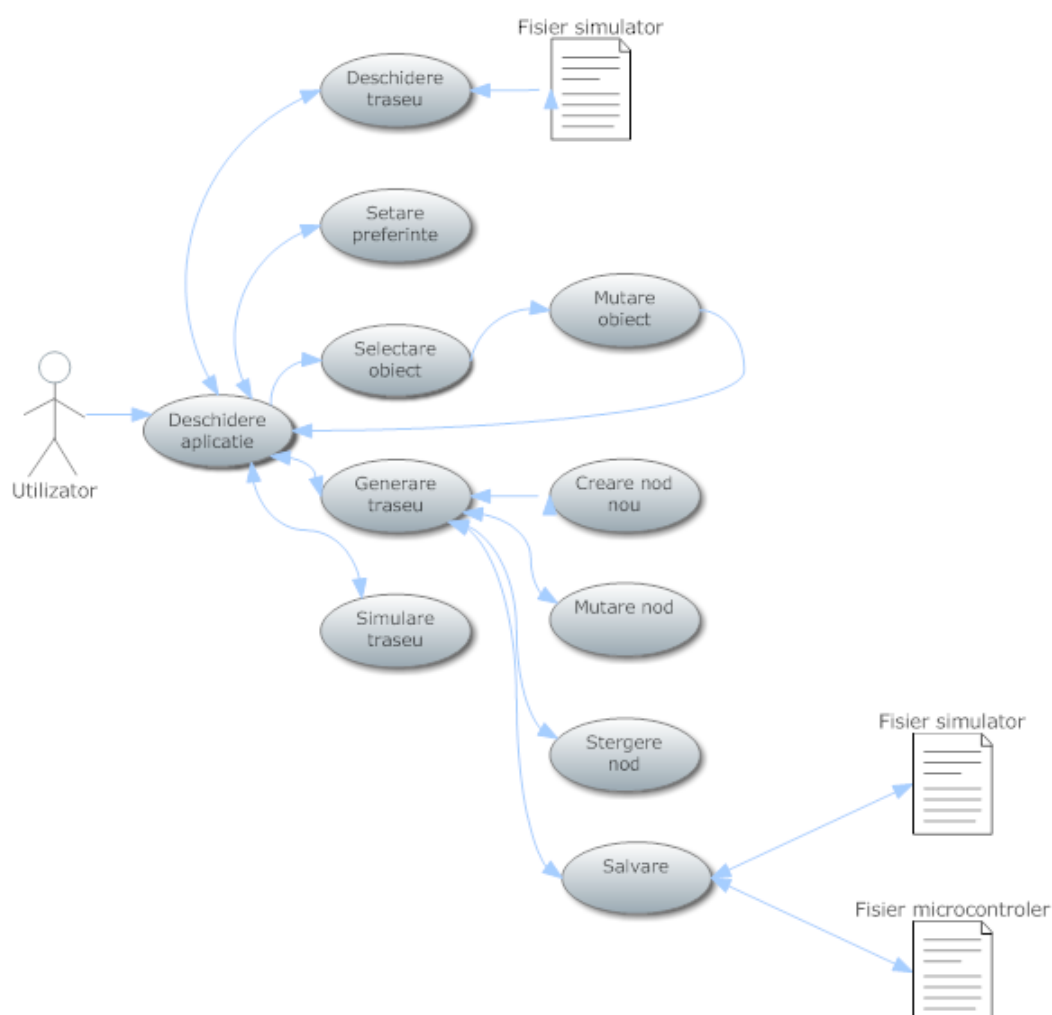 Fisier simulator
Deschidere
traseu
Setare
preferinte
Mutare
obiect
Selectare
obiect
Deschidere
aplicatie
Utilizator
Generare
traseu
Creare nod
nou
Mutare nod
Simulare
traseu
Stergere
nod
Fisier simulator
Salvare
Fisier microcontroler